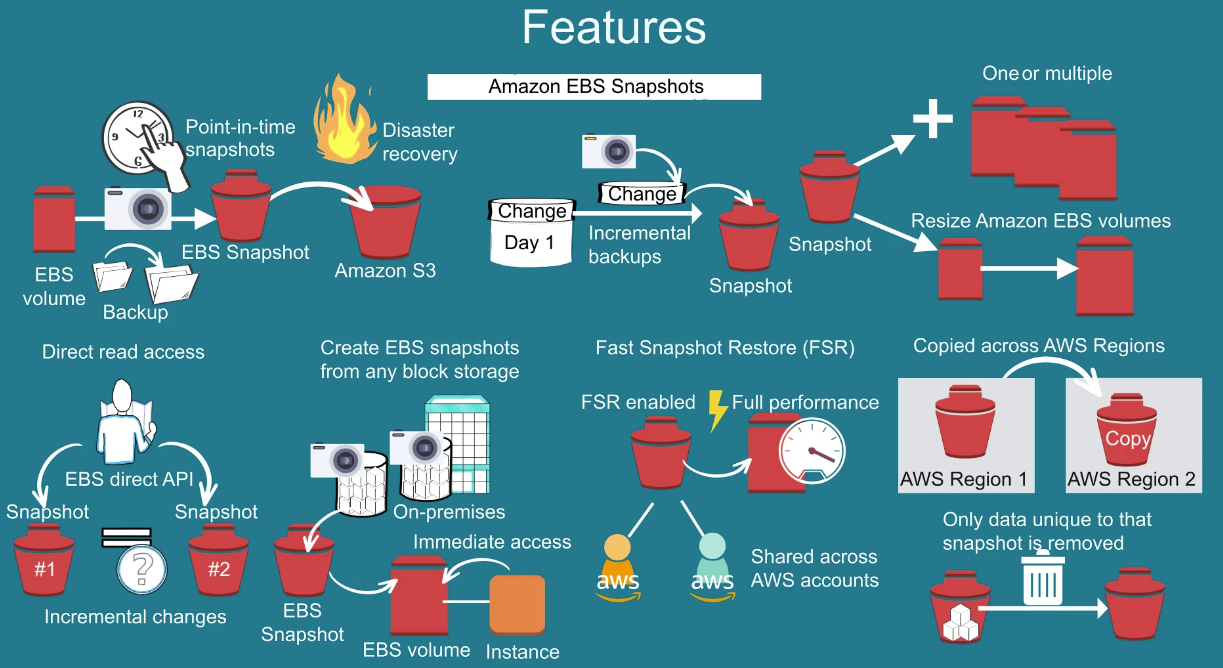 Features
Amazon EBS Snapshots
Point-in-time
snapshots
12
3
6
9
Disaster
recovery
EBS
volume
EBS Snapshot
Amazon S3
Backup
Change
Day 1
Change
Incremental
backups
Snapshot
Snapshot
One or multiple
Resize Amazon EBS volumes
Direct read access
EBS direct API
Snapshot
Snapshot
#1
?
#2
Incremental changes
Create EBS snapshots
from any block storage
On-premises
Immediate access
EBS
Snapshot
EBS volume
Instance
Fast Snapshot Restore (FSR)
FSR enabled
Full performance
aws
aws
Shared across
AWS accounts
Copied across AWS Regions
Copy
AWS Region 1
AWS Region 2
Only data unique to that
snapshot is removed